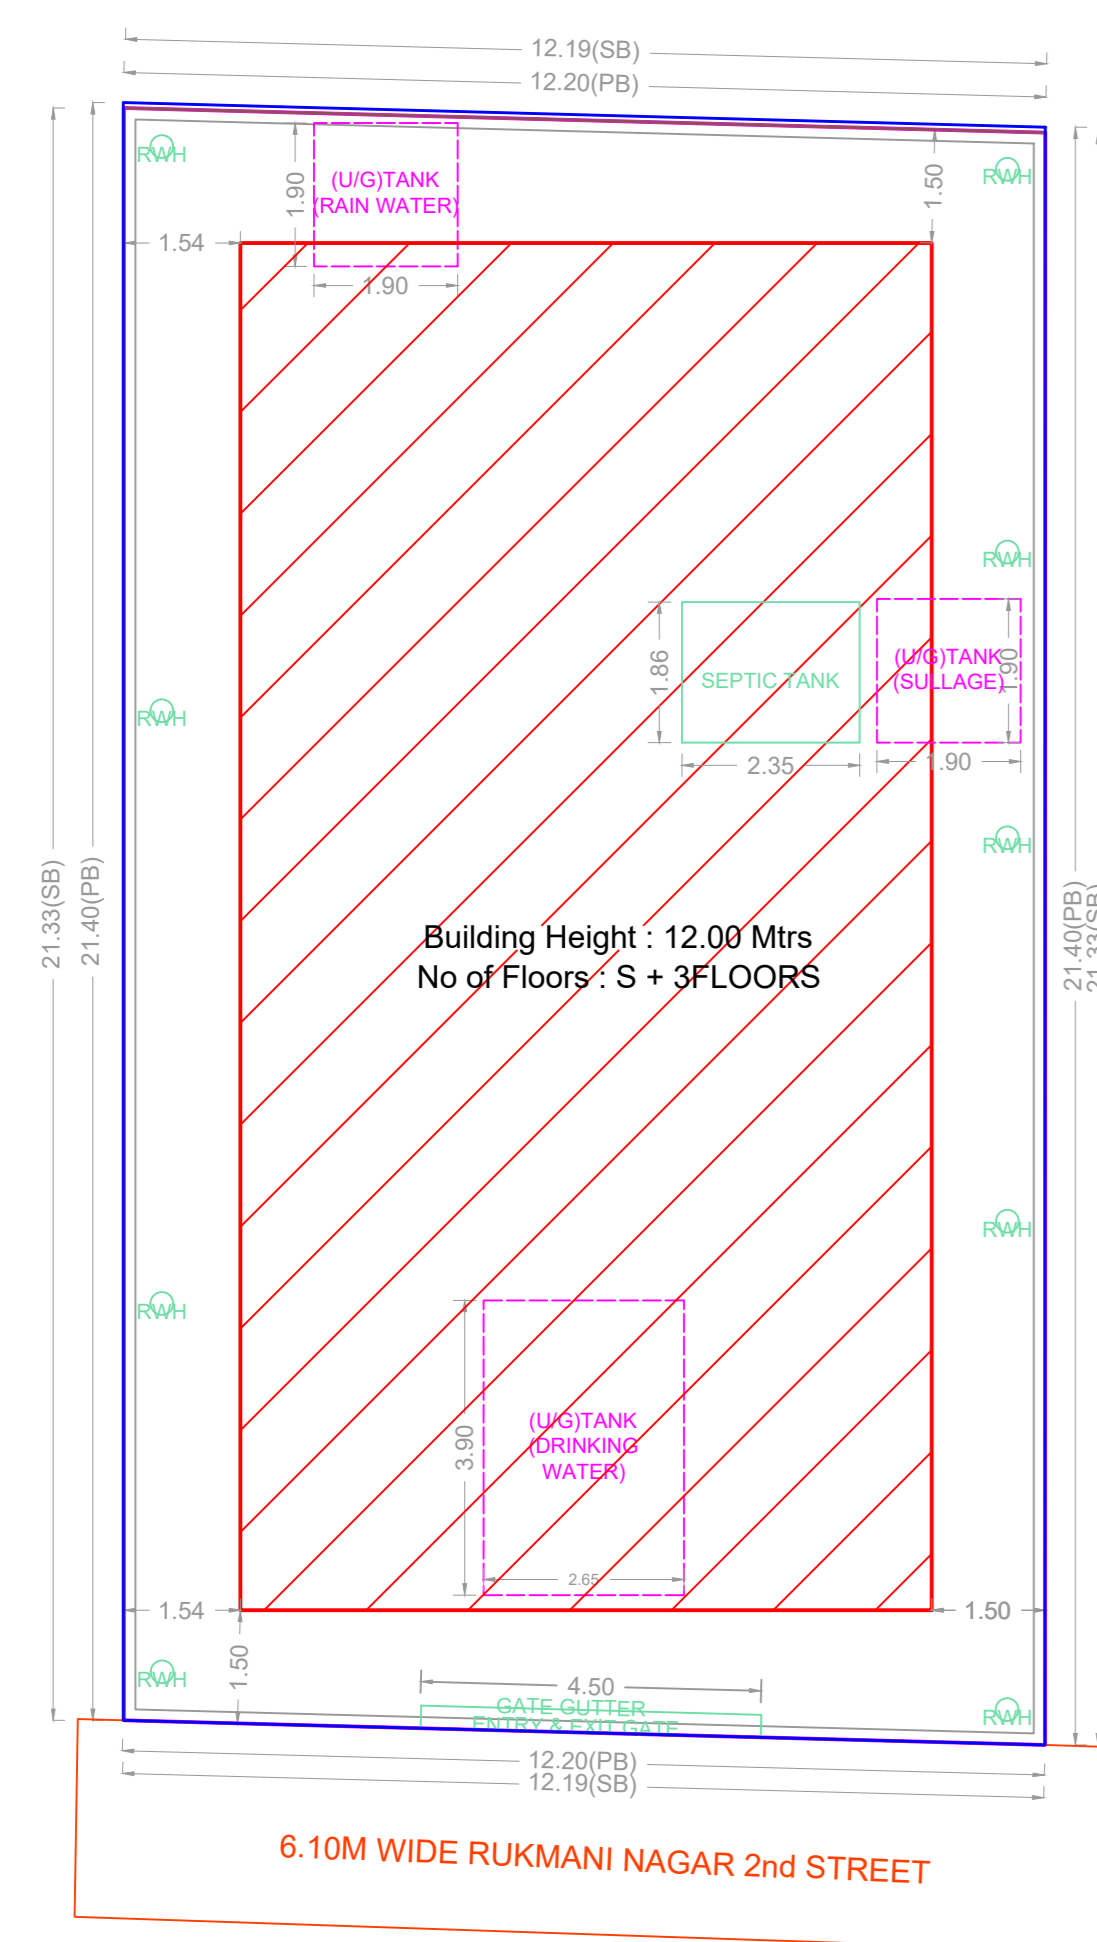 12.19(SB)
12.20(PB)
RWH
1.90
(U/G)TANK
(RAIN WATER)
1.50
RWH
1.54
1.90
RWH
1.86
SEPTIC TANK
(U/G)TANK
(SULLAGE)
1.90
RWH
2.35
1.90
RWH
21.33(SB)
21.40(PB)
21.40(PB)
21.33(SB)
Building Height : 12.00 Mtrs
No of Floors : S + 3FLOORS
RWH
RWH
3.90
(U/G)TANK
(DRINKING
WATER)
2.65
1.54
1.50
1.50
RWH
4.50
GATE GUTTER
ENTRY & EXIT GATE
RWH
12.20(PB)
12.19(SB)
6.10M WIDE RUKMANI NAGAR 2nd STREET